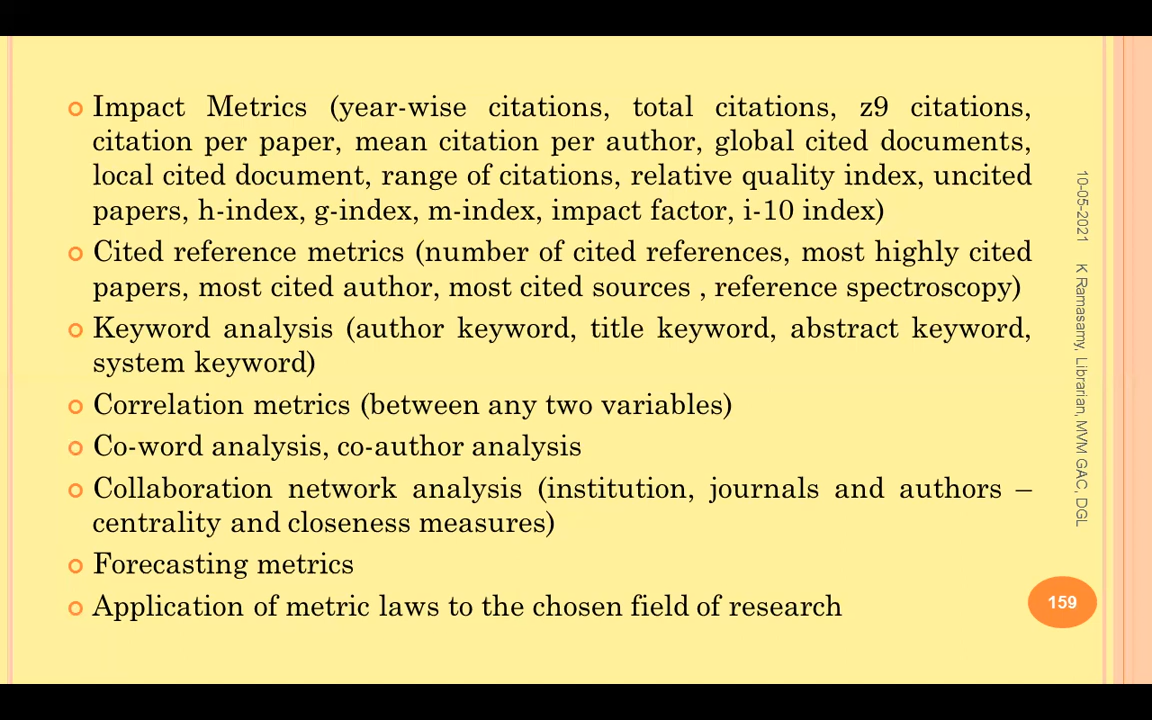 Impact Metrics (year-wise citations, total citations, z9 citations,
citation per paper, mean citation per author, global cited documents,
local cited document, range of citations, relative quality index, uncited
papers, h-index, g-index, m-index, impact factor, i-10 index)
Cited reference metrics (number of cited references, most highly cited
papers, most cited author, most cited sources , reference spectroscopy)
Keyword analysis (author keyword, title keyword, abstract keyword,
system keyword)
Correlation metrics (between any two variables)
Co-word analysis, co-author analysis
Collaboration network analysis (institution, journals and authors –
centrality and closeness measures)
Forecasting metrics
Application of metric laws to the chosen field of research
10-05-2021 K Ramasamy, Librarian, MVM GAC, DGL
159